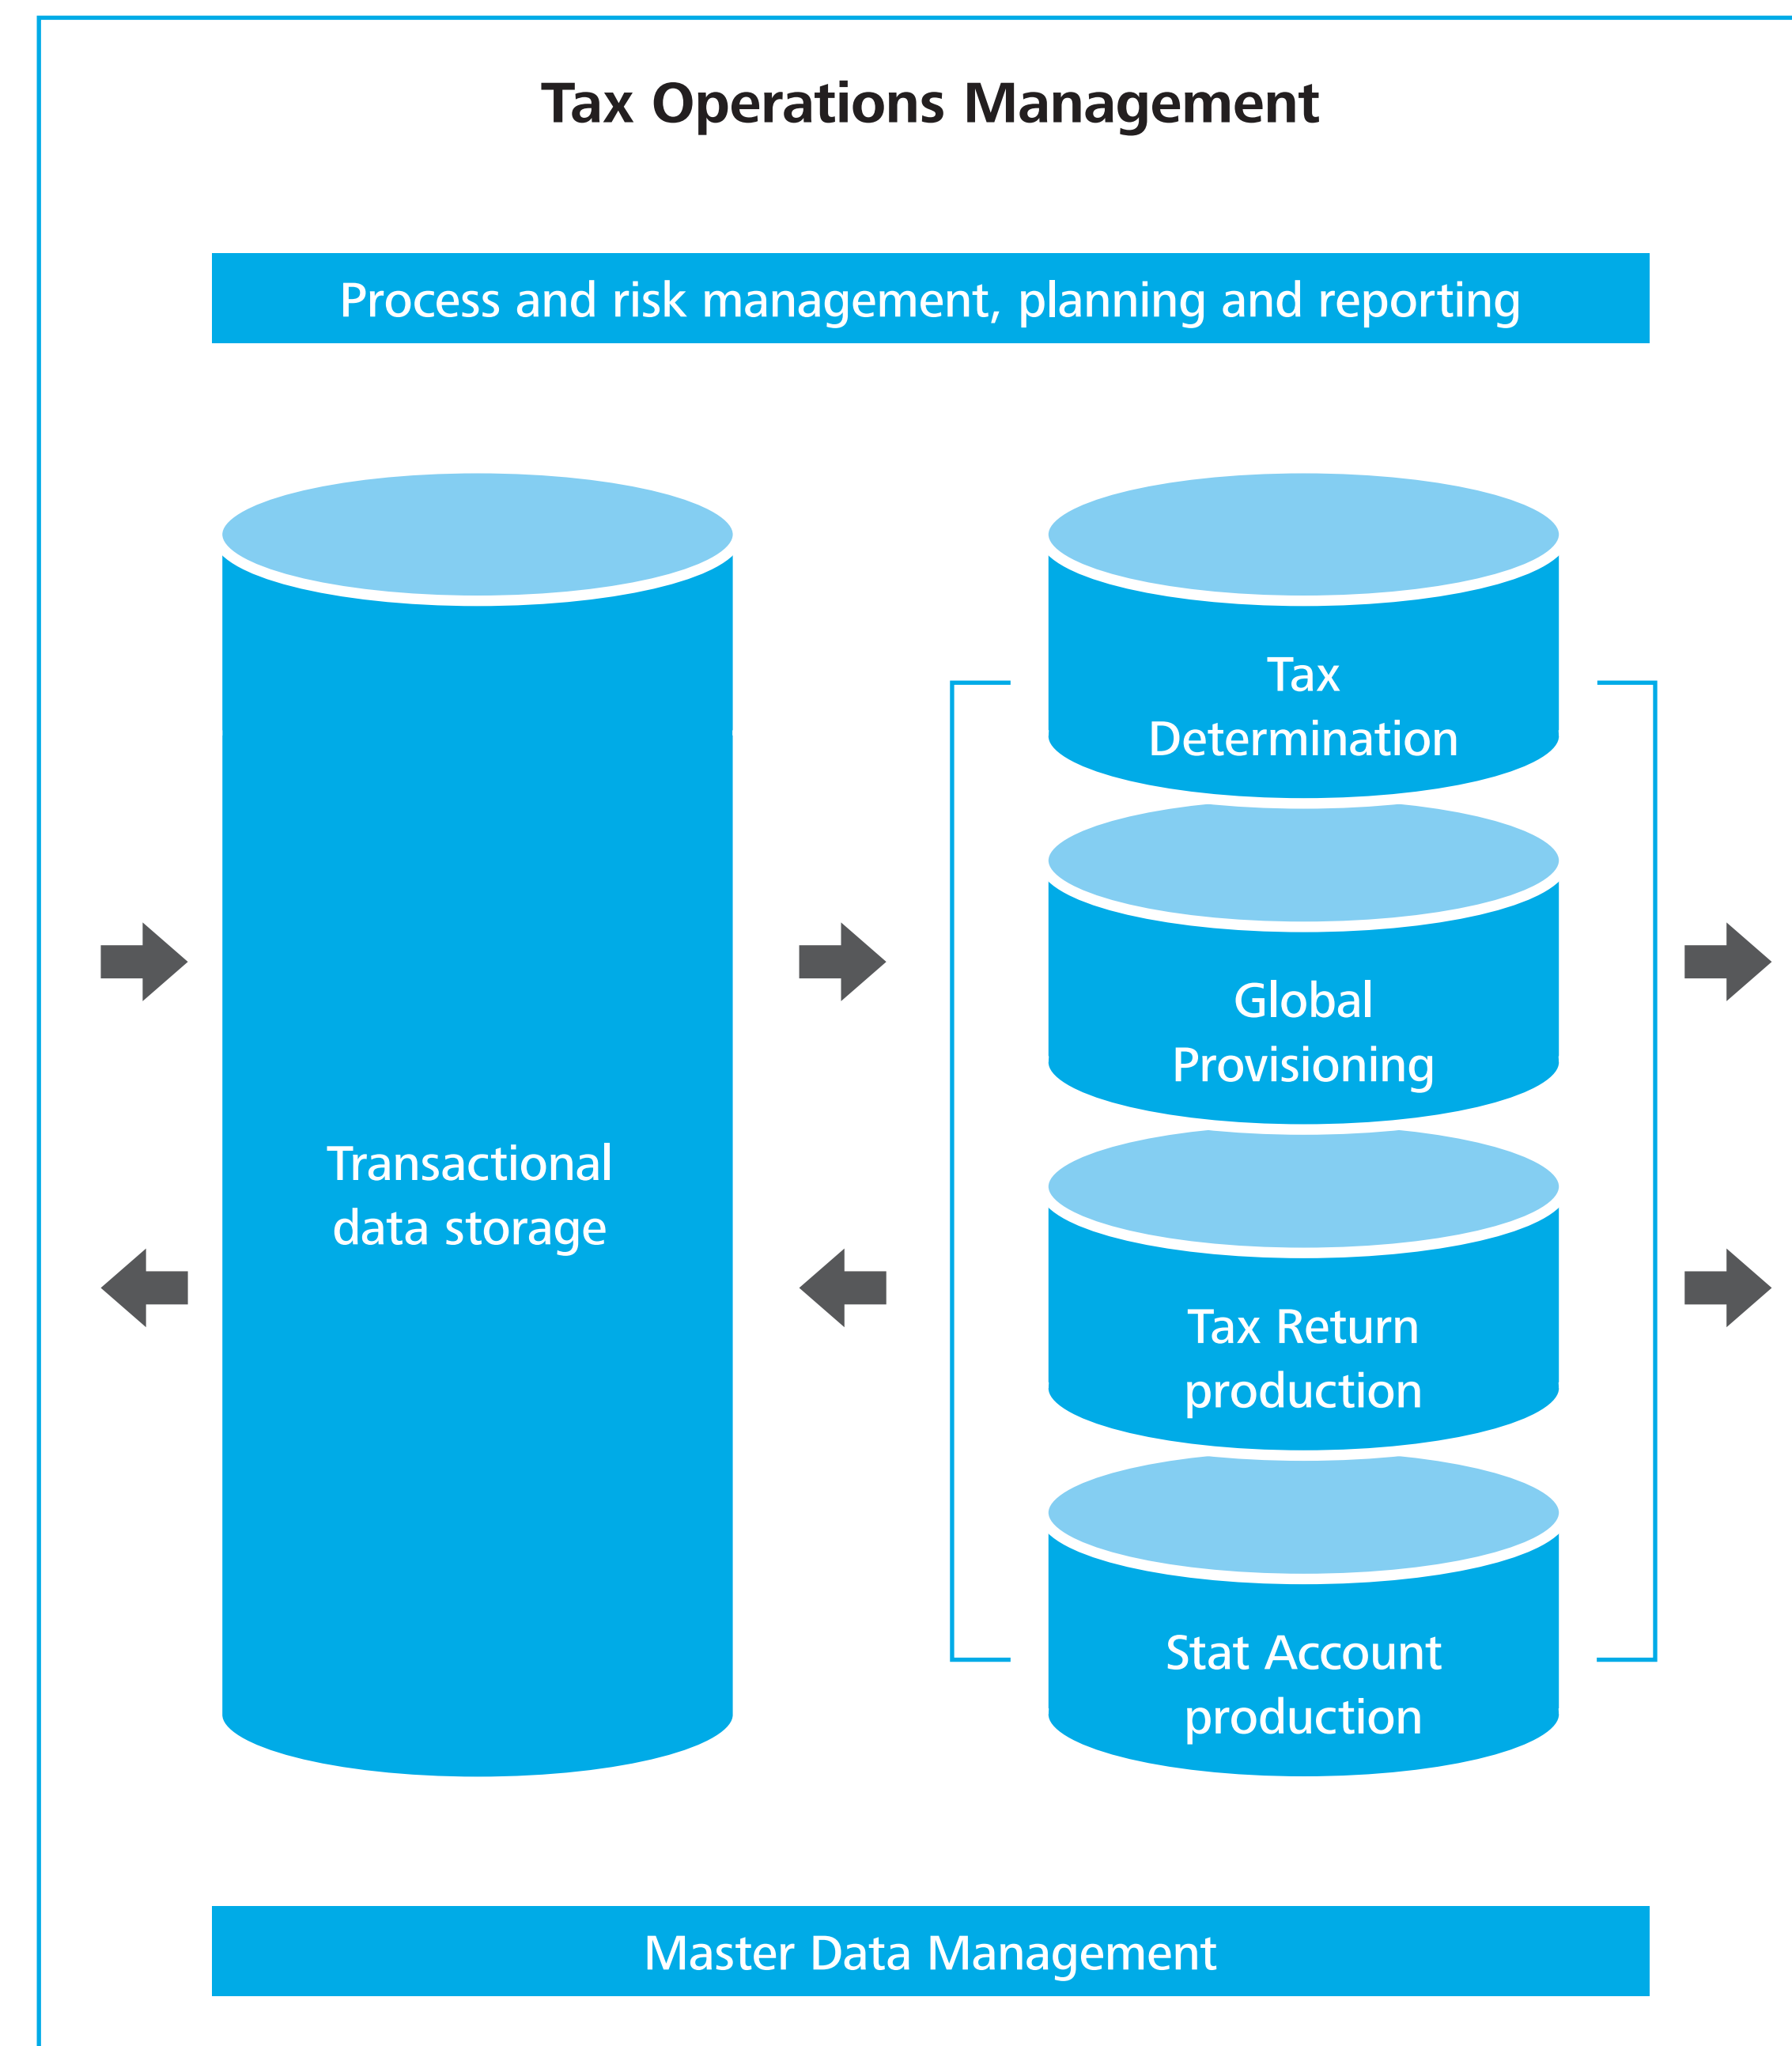 Tax Operations Management
Process and risk management, planning and reporting
Transactional
data storage
Tax
Determination
Global
Provisioning
Tax Return
production
Stat Account
production
Master Data Management